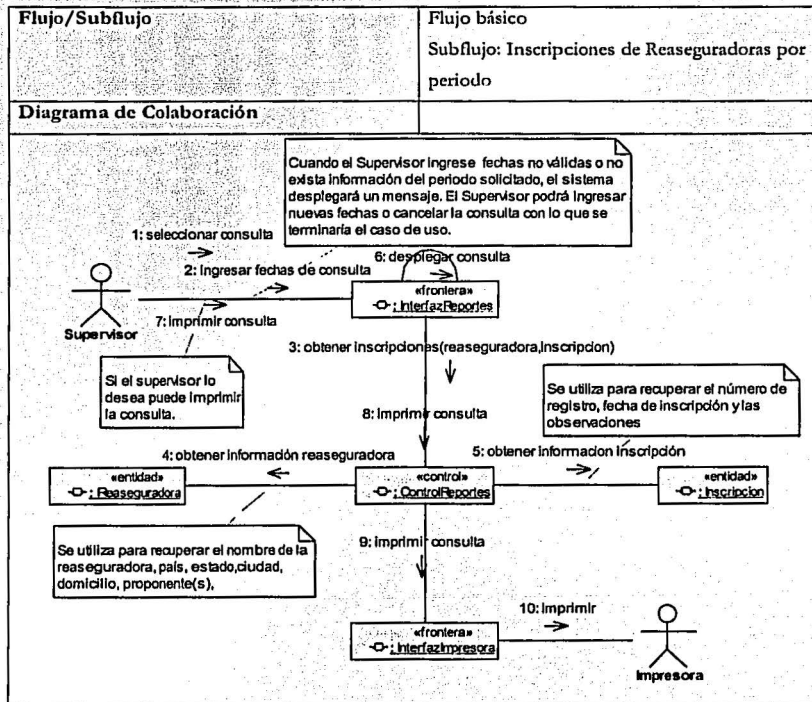 Flujo/Subflujo
Flujo básico
Subflujo: Inscripciones de Reaseguradoras por
periodo
Diagrama de Colaboración
Cuando el Supervisor ingrese fechas no válidas o no
exista información del periodo solicitado, el sistema
desplegará un mensaje. El Supervisor podrá ingresar
nuevas fechas o cancelar la consulta con lo que se
terminaría el caso de uso.
1: seleccionar consulta
2: ingresar fechas de consulta
6: desplegar consulta
«frontera»
: InterfazReportes
7: imprimir consulta
Supervisor
Si el supervisor lo
desea puede imprimir
la consulta.
3: obtener inscripciones(reaseguradora,inscripcion)
Se utiliza para recuperar el número de
registro, fecha de inscripción y las
observaciones
8: imprimir consulta
4: obtener información reaseguradora
5: obtener informacion inscripción
«entidad»
: Reaseguradora
«control»
: ControlReportes
«entidad»
: Inscripcion
Se utiliza para recuperar el nombre de la
reaseguradora, país, estado,ciudad,
domicilio, proponente(s),
9: imprimir consulta
10: imprimir
«frontera»
: InterfazImpresora
Impresora